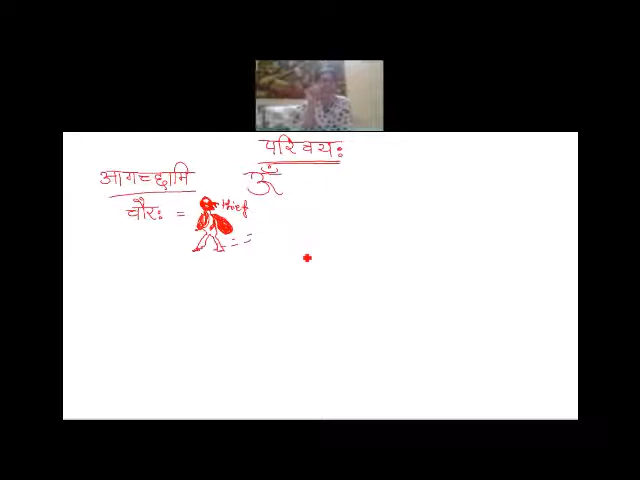 परिचयः
आगच्छामि ॐ
चौरः = thief